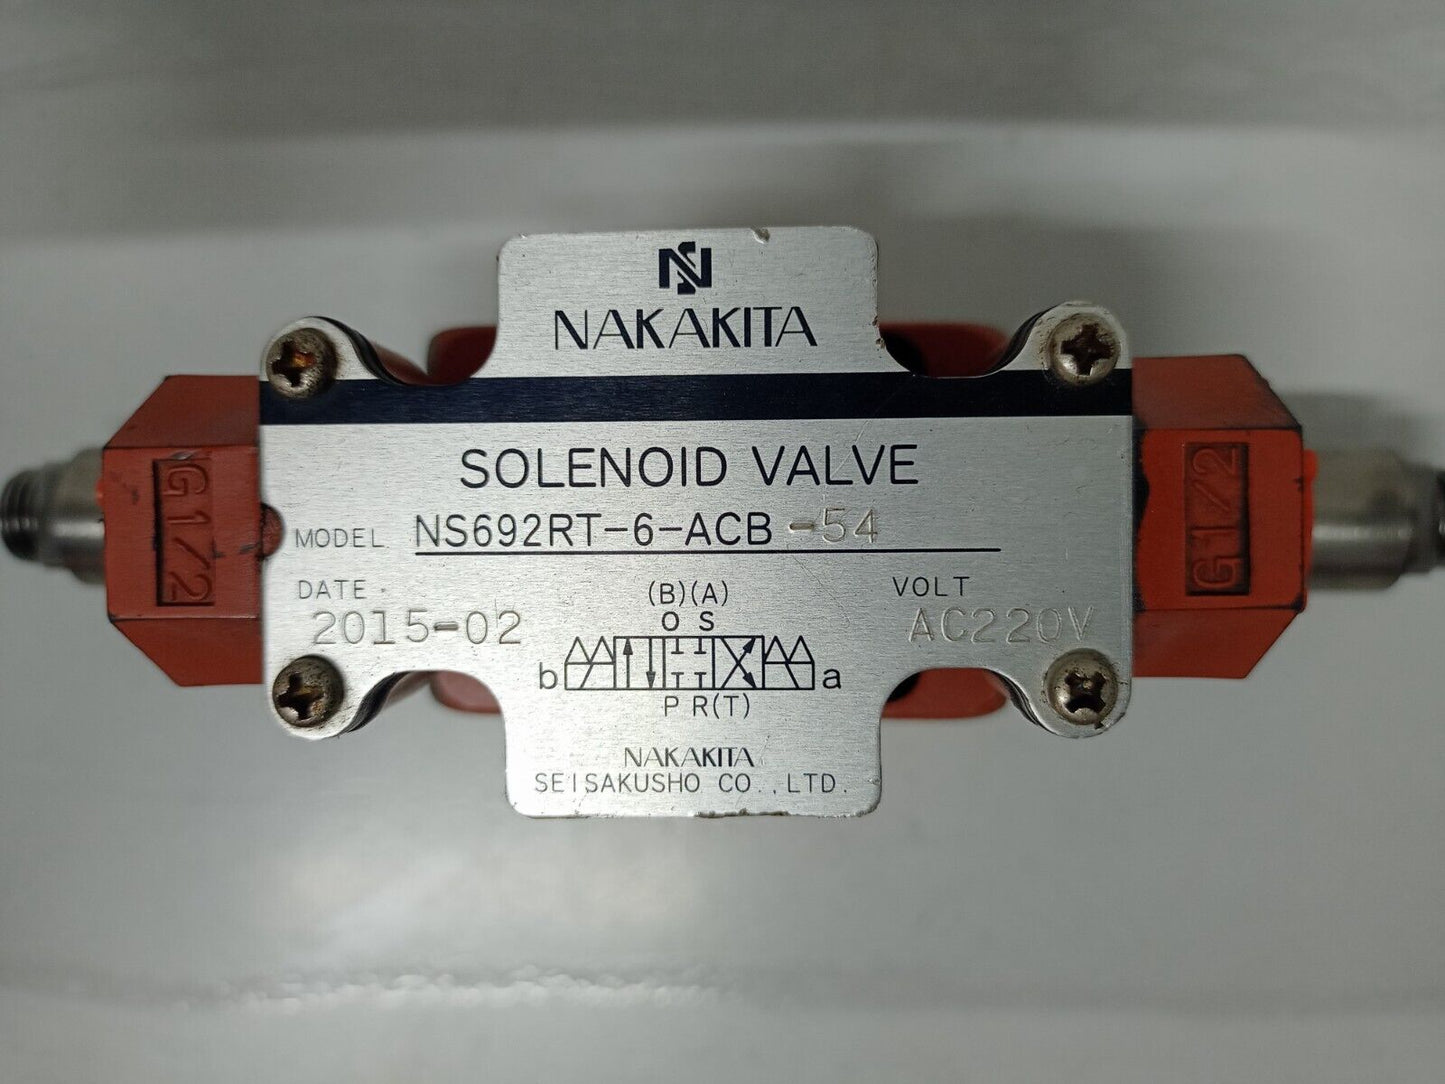 N
NAKAKITA
SOLENOID VALVE
MODEL NS692RT-6-ACB-54
DATE. VOLT
2015-02 AC220V
(B)(A)
O S
b a
P R(T)
NAKAKITA
SEISAKUSHO CO.,LTD.
G1/2
G1/2